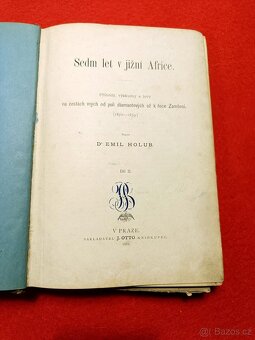 Sedm let v jižní Africe.
Příhody, výzkumy a lovy
na cestách mých od polí diamantových až k řece Zambesi.
(1872—1879)
Napsal
Dr EMIL HOLUB.
Díl II.
V PRAZE.
NAKLADATEL J. OTTO KNIHKUPEC.
Bazoš.cz